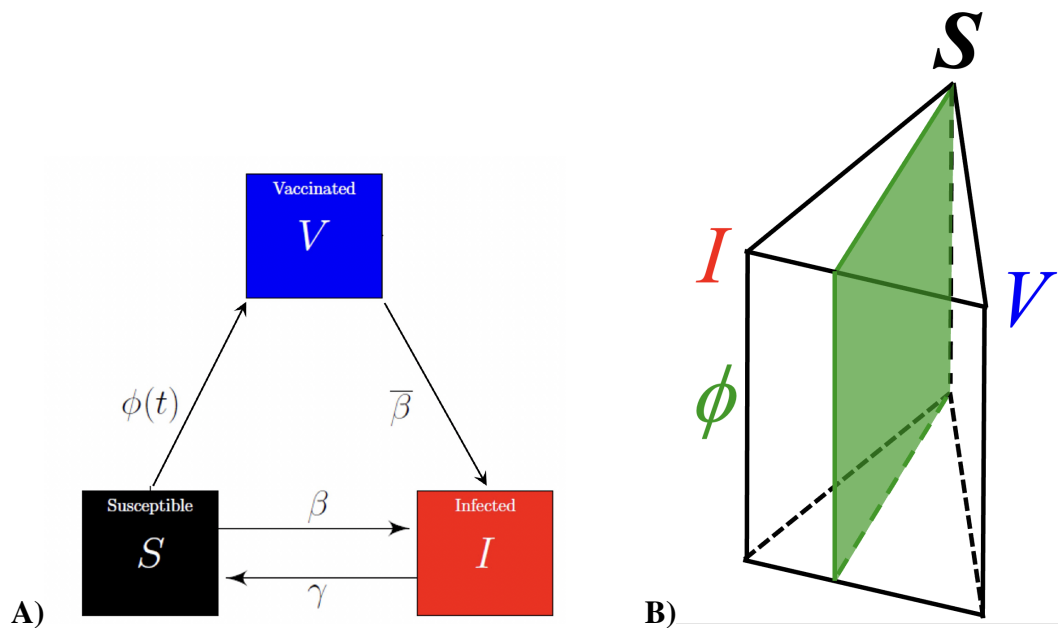 Vaccinated
V
φ(t)
β̅
Susceptible
S
β
γ
Infected
I
A)
S
I
V
ϕ
B)